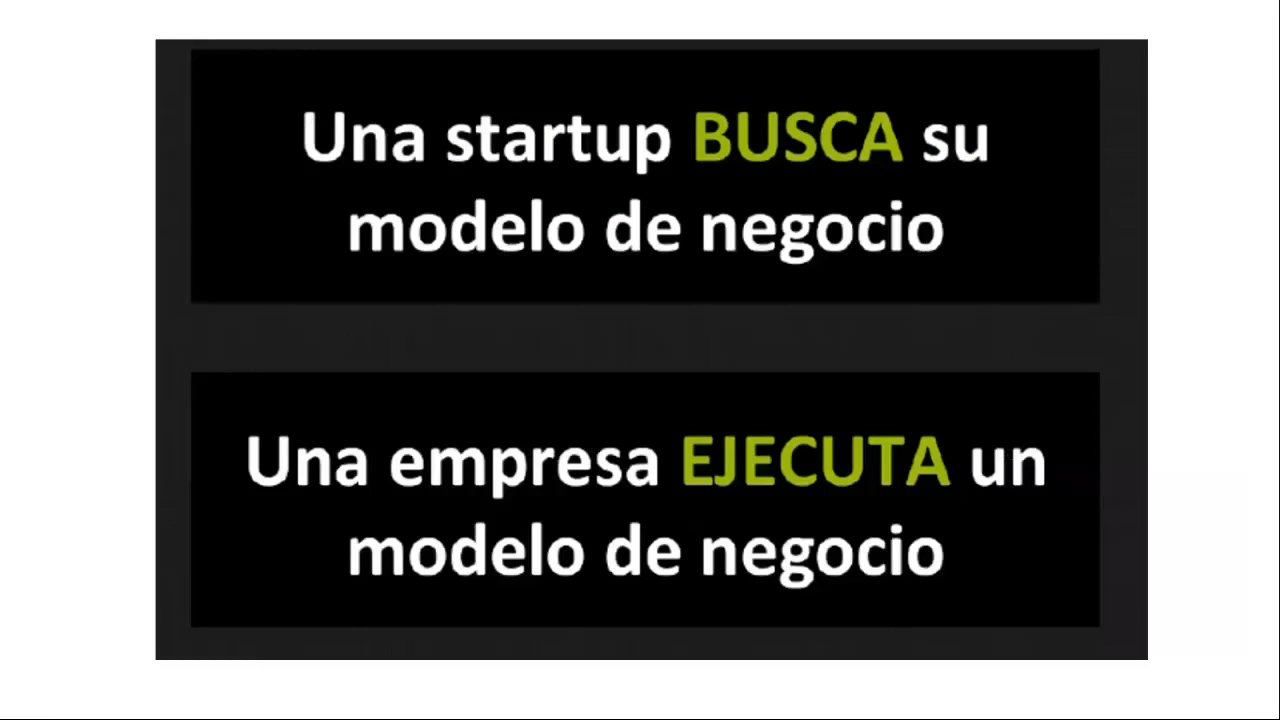 Una startup BUSCA su
modelo de negocio
Una empresa EJECUTA un
modelo de negocio